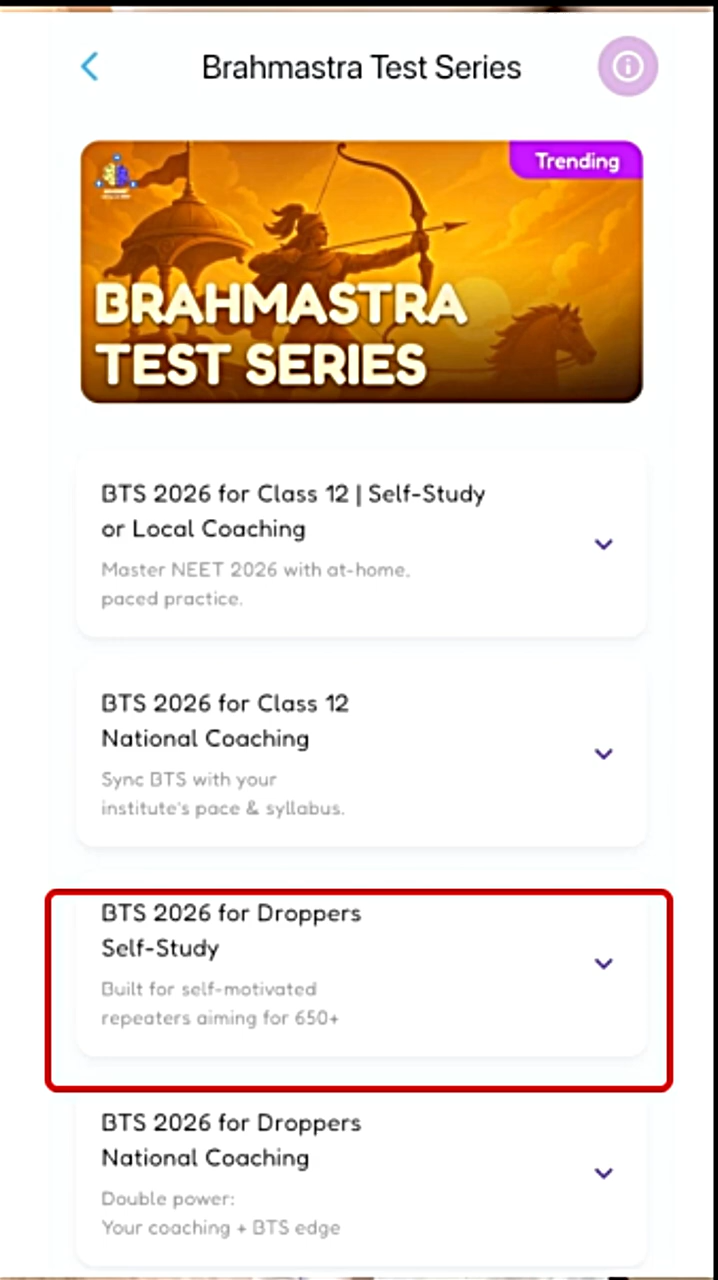 Brahmastra Test Series
Trending
BRAHMASTRA
TEST SERIES
BTS 2026 for Class 12 | Self-Study
or Local Coaching
Master NEET 2026 with at-home,
paced practice.
BTS 2026 for Class 12
National Coaching
Sync BTS with your
institute's pace & syllabus.
BTS 2026 for Droppers
Self-Study
Built for self-motivated
repeaters aiming for 650+
BTS 2026 for Droppers
National Coaching
Double power:
Your coaching + BTS edge